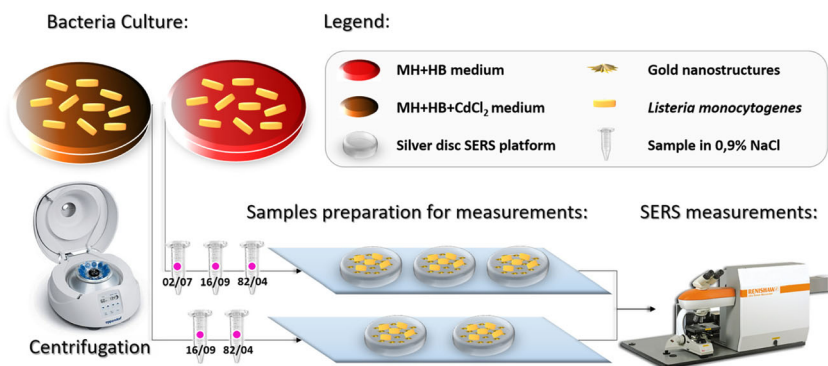 Bacteria Culture:
Legend:
MH+HB medium
Gold nanostructures
MH+HB+CdCl₂ medium
Listeria monocytogenes
Silver disc SERS platform
Sample in 0,9% NaCl
Samples preparation for measurements:
SERS measurements:
02/07 16/09 82/04
RENISHAW
Centrifugation
16/09 82/04